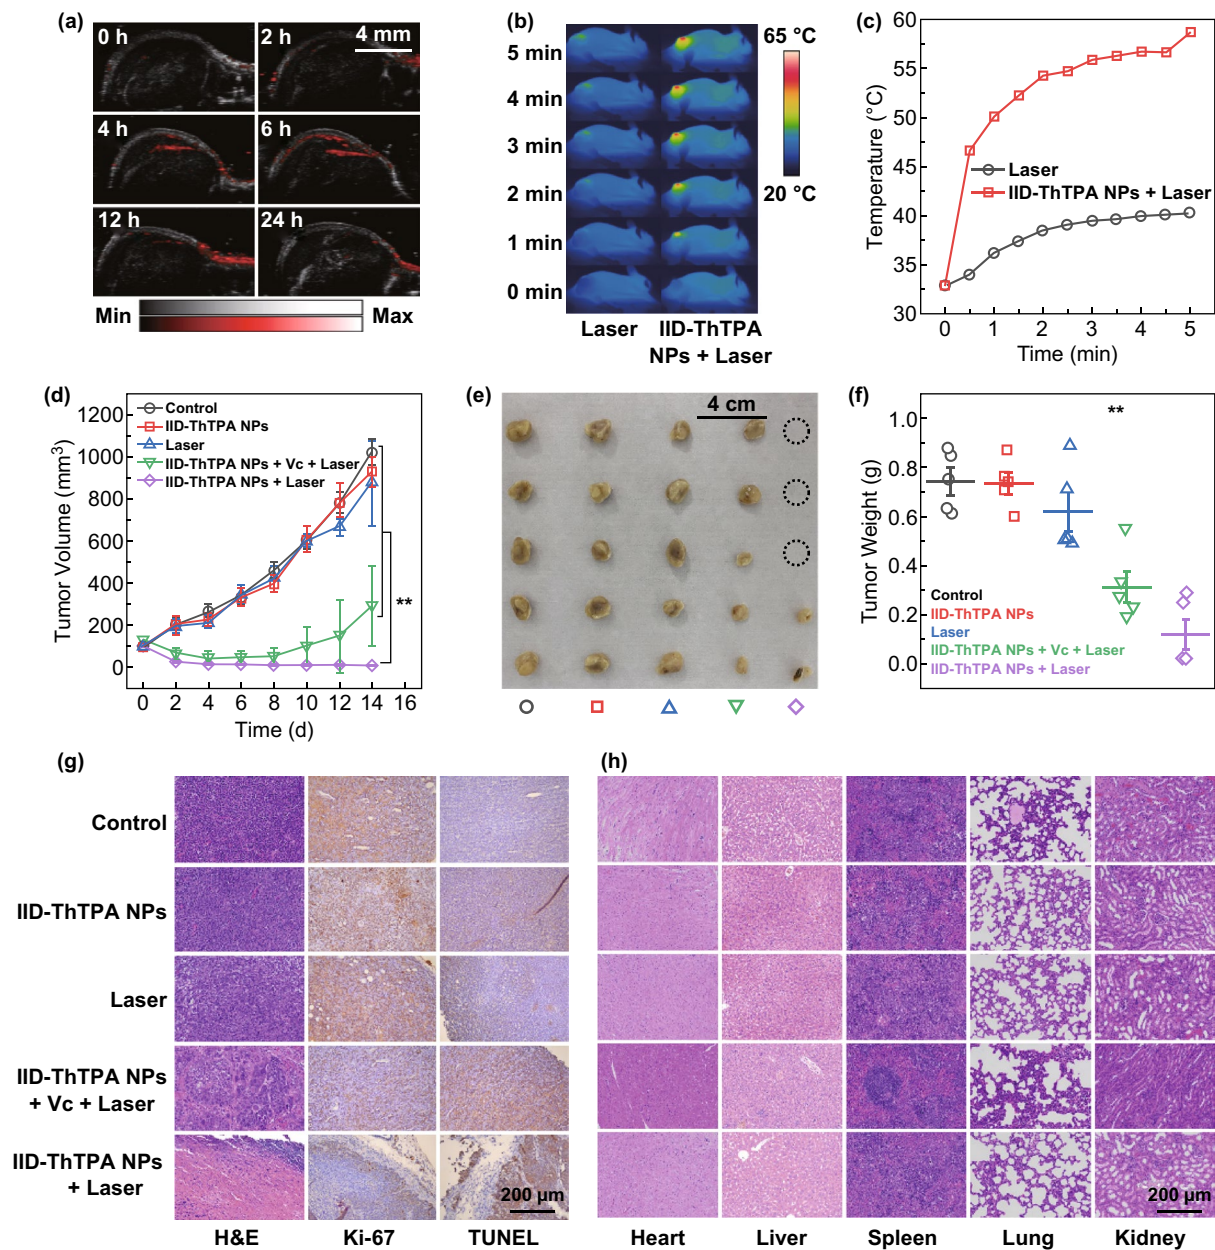 (a)
0 h
2 h
4 mm
4 h
6 h
12 h
24 h
Min
Max
(b)
5 min
4 min
3 min
2 min
1 min
0 min
65 °C
20 °C
Laser
IID-ThTPA
NPs + Laser
(c)
Temperature (°C)
60
55
50
45
40
35
30
Laser
IID-ThTPA NPs + Laser
0 1 2 3 4 5
Time (min)
(d)
Tumor Volume (mm³)
1200
1000
800
600
400
200
0
Control
IID-ThTPA NPs
Laser
IID-ThTPA NPs + Vc + Laser
IID-ThTPA NPs + Laser
**
0 2 4 6 8 10 12 14 16
Time (d)
(e)
4 cm
(f)
Tumor Weight (g)
1.0
0.8
0.6
0.4
0.2
0.0
**
Control
IID-ThTPA NPs
Laser
IID-ThTPA NPs + Vc + Laser
IID-ThTPA NPs + Laser
(g)
Control
IID-ThTPA NPs
Laser
IID-ThTPA NPs
+ Vc + Laser
IID-ThTPA NPs
+ Laser
200 µm
H&E Ki-67 TUNEL
(h)
200 µm
Heart Liver Spleen Lung Kidney